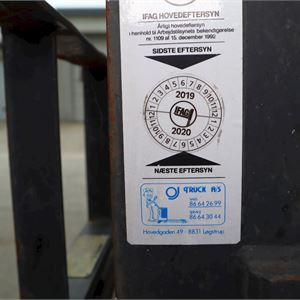 IFAG HOVEDEFTERSYN
Årligt hovedeftersyn
i henhold til Arbejdstilsynets bekendtgørelse
nr. 1109 af 15. december 1992
SIDSTE EFTERSYN
2019
IFAG
2020
NÆSTE EFTERSYN
TRUCK A/S
86 64 26 99
86 64 30 44
Hovedgaden 49 - 8831 Løgstrup